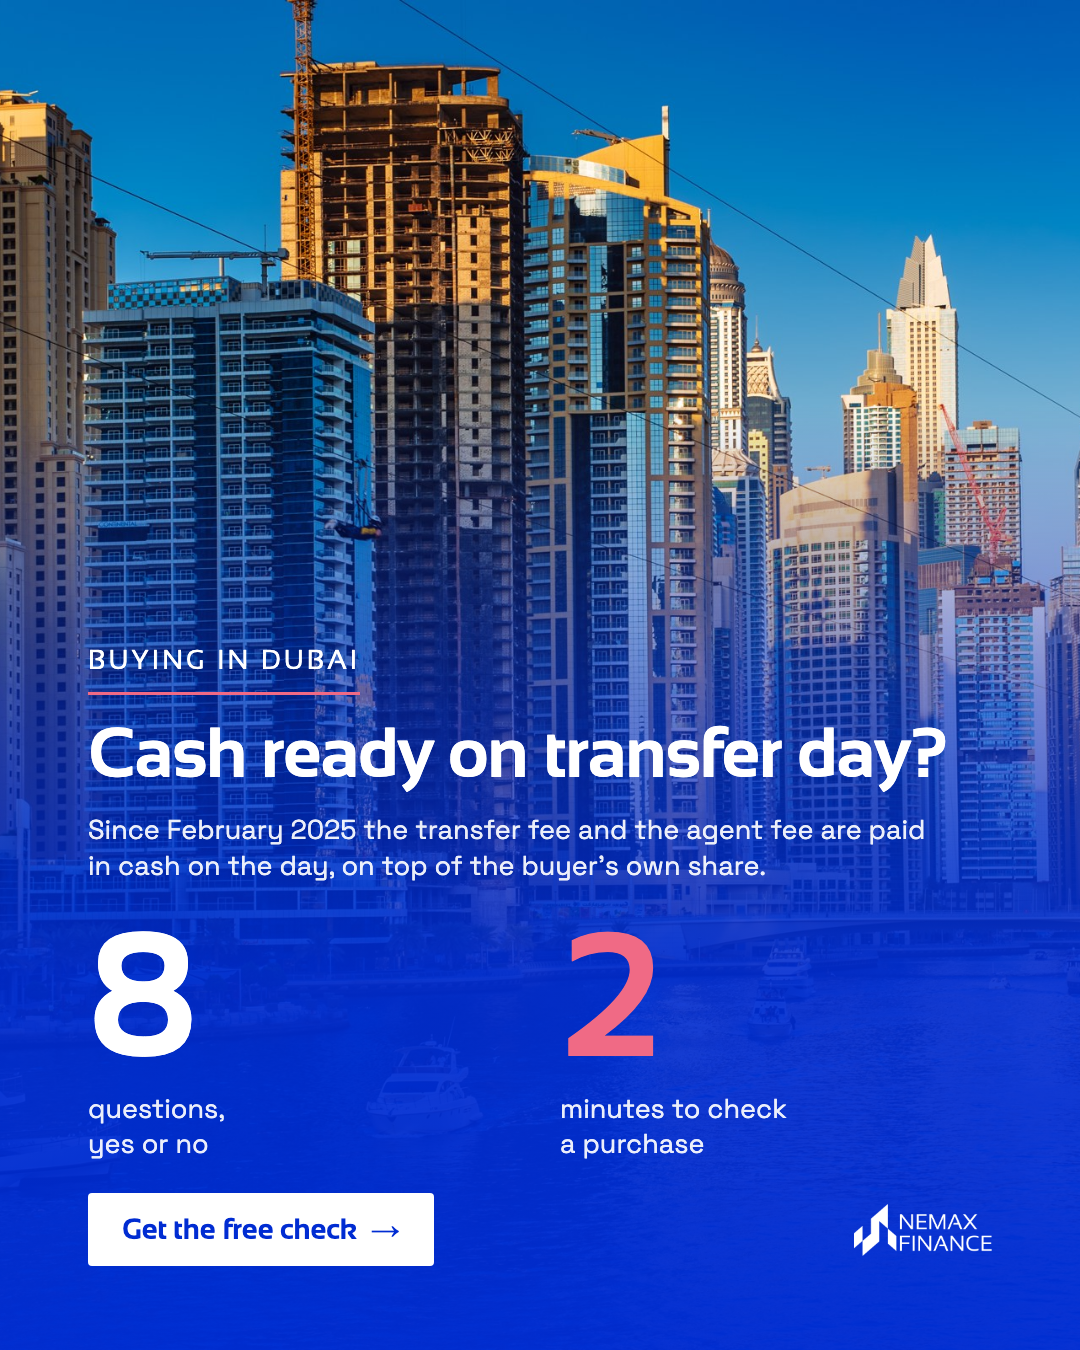 BUYING IN DUBAI
Cash ready on transfer day?
Since February 2025 the transfer fee and the agent fee are paid
in cash on the day, on top of the buyer’s own share.
8
questions,
yes or no
2
minutes to check
a purchase
Get the free check →
NEMAX
FINANCE